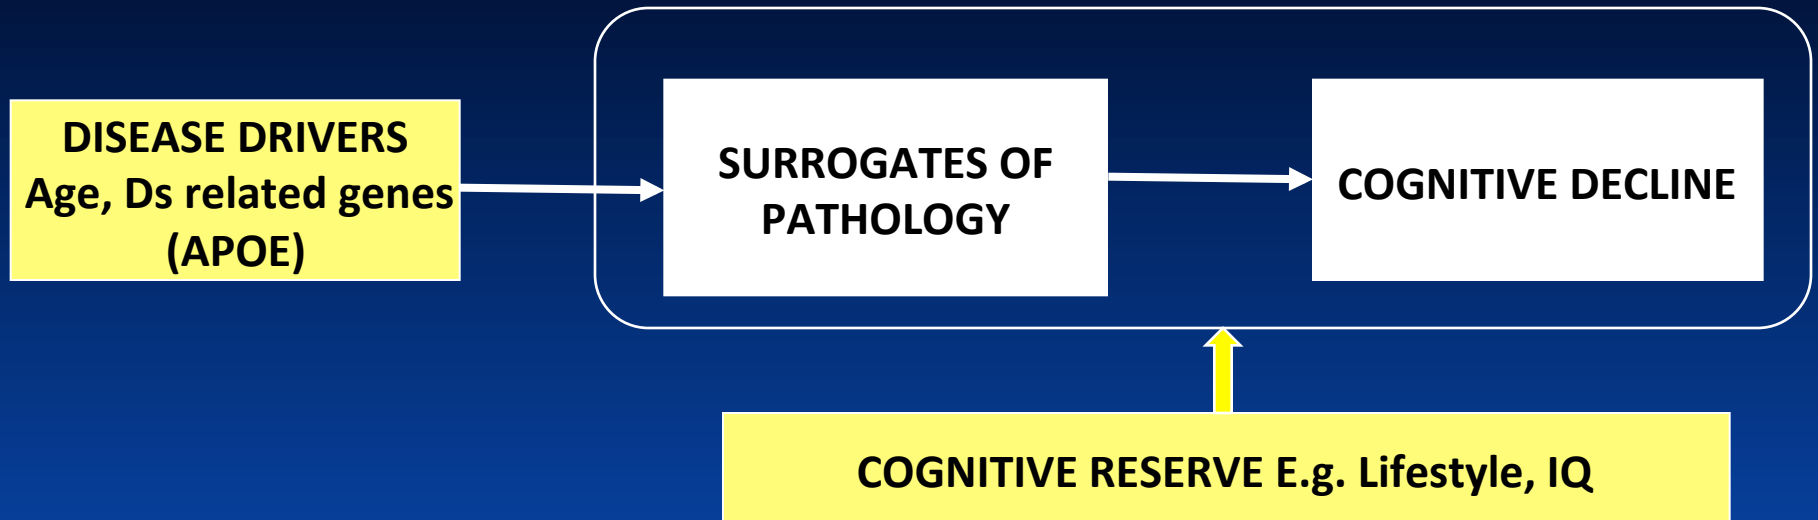 DISEASE DRIVERS
Age, Ds related genes
(APOE)
SURROGATES OF
PATHOLOGY
COGNITIVE DECLINE
COGNITIVE RESERVE E.g. Lifestyle, IQ